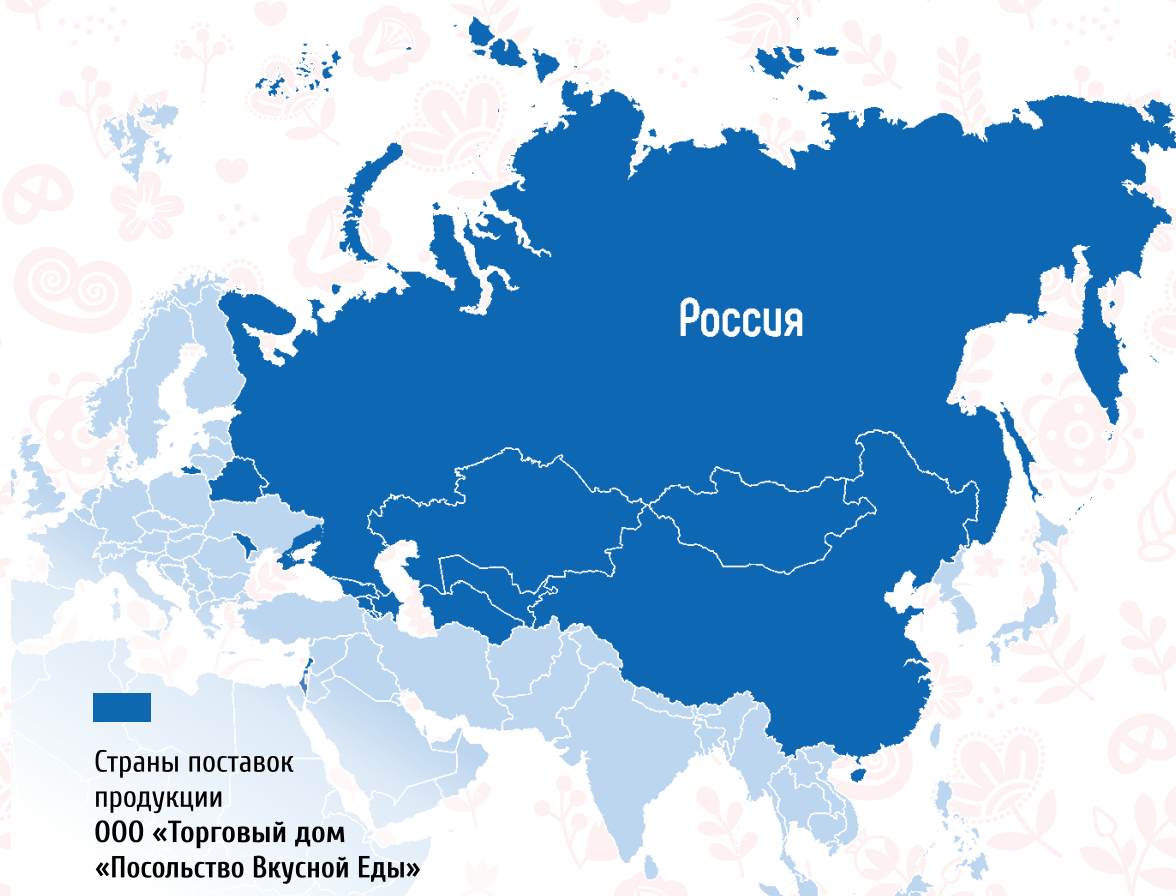 Россия
Страны поставок
продукции
ООО «Торговый дом
«Посольство Вкусной Еды»